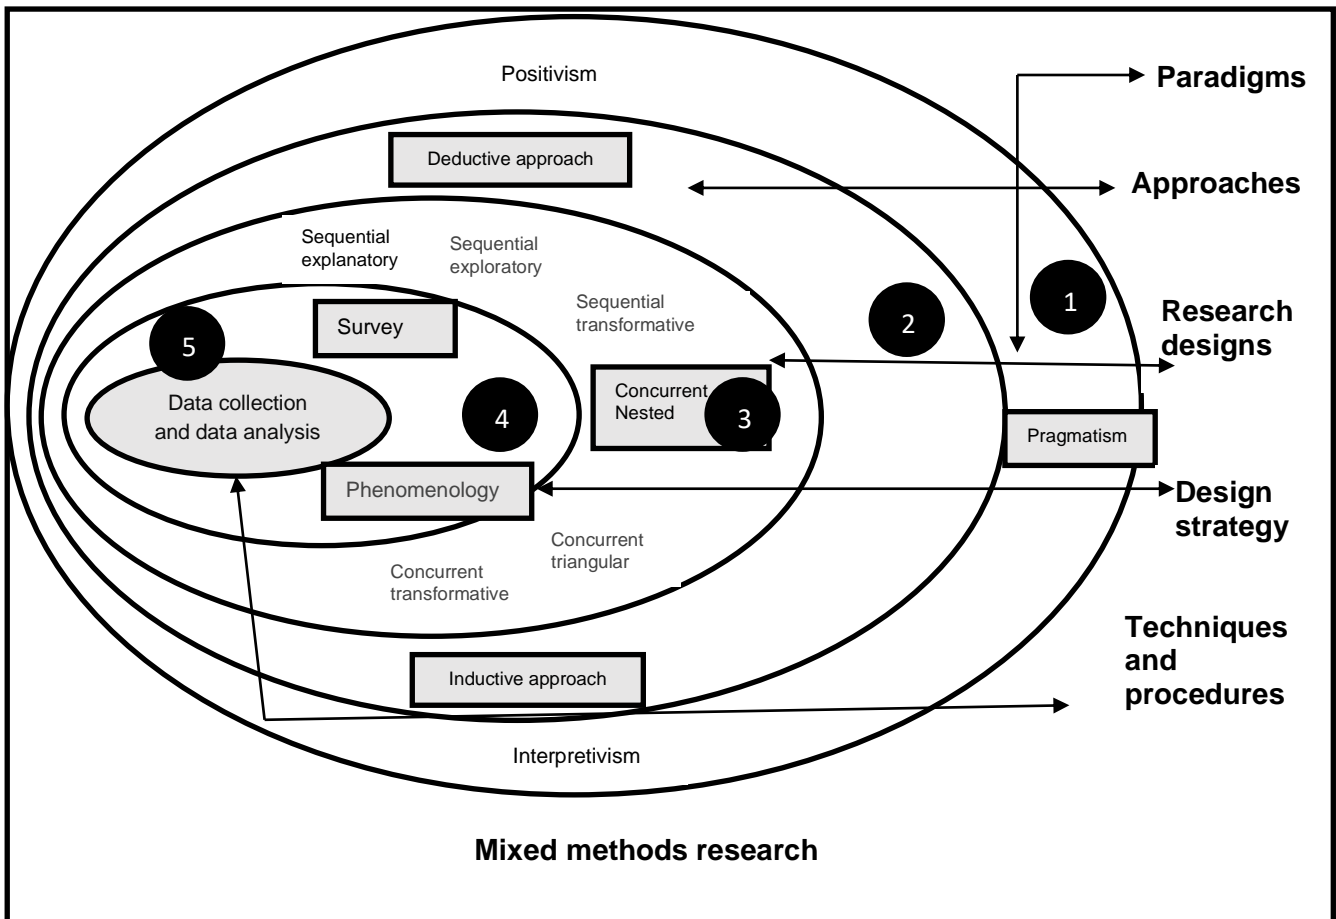 Positivism
Paradigms
Deductive approach
Approaches
Sequential
explanatory
Sequential
exploratory
Sequential
transformative
1
2
Research
designs
Survey
5
Data collection
and data analysis
4
Concurrent
Nested
3
Pragmatism
Phenomenology
Design
strategy
Concurrent
triangular
Concurrent
transformative
Techniques
and
procedures
Inductive approach
Interpretivism
Mixed methods research